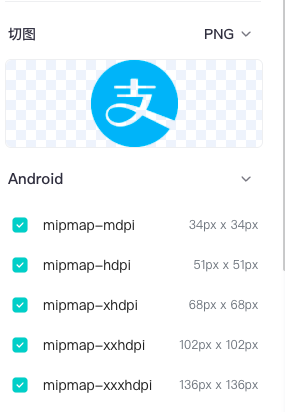 切图 PNG
支
Android
mipmap-mdpi 34px x 34px
mipmap-hdpi 51px x 51px
mipmap-xhdpi 68px x 68px
mipmap-xxhdpi 102px x 102px
mipmap-xxxhdpi 136px x 136px